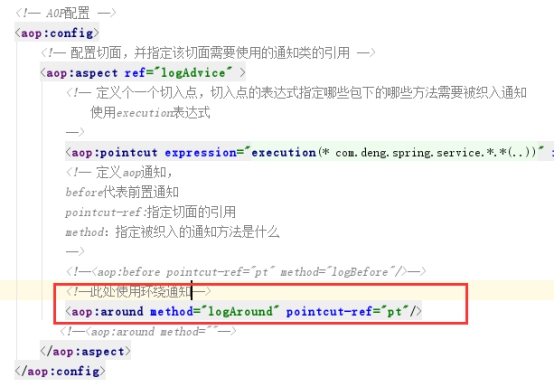 <!— AOP配置 —>
<aop:config>
<!— 配置切面，并指定该切面需要使用的通知类的引用 —>
<aop:aspect ref="logAdvice" >
<!— 定义个一个切入点，切入点的表达式指定哪些包下的哪些方法需要被织入通知
使用execution表达式
—>
<aop:pointcut expression="execution(* com.deng.spring.service.*.*(..))"
<!— 定义aop通知，
before代表前置通知
pointcut-ref:指定切面的引用
method：指定被织入的通知方法是什么
—>
<!—<aop:before pointcut-ref="pt" method="logBefore"/>—>
<!—此处使用环绕通知—>
<aop:around method="logAround" pointcut-ref="pt"/>
<!—<aop:around method=""—>
</aop:aspect>
</aop:config>